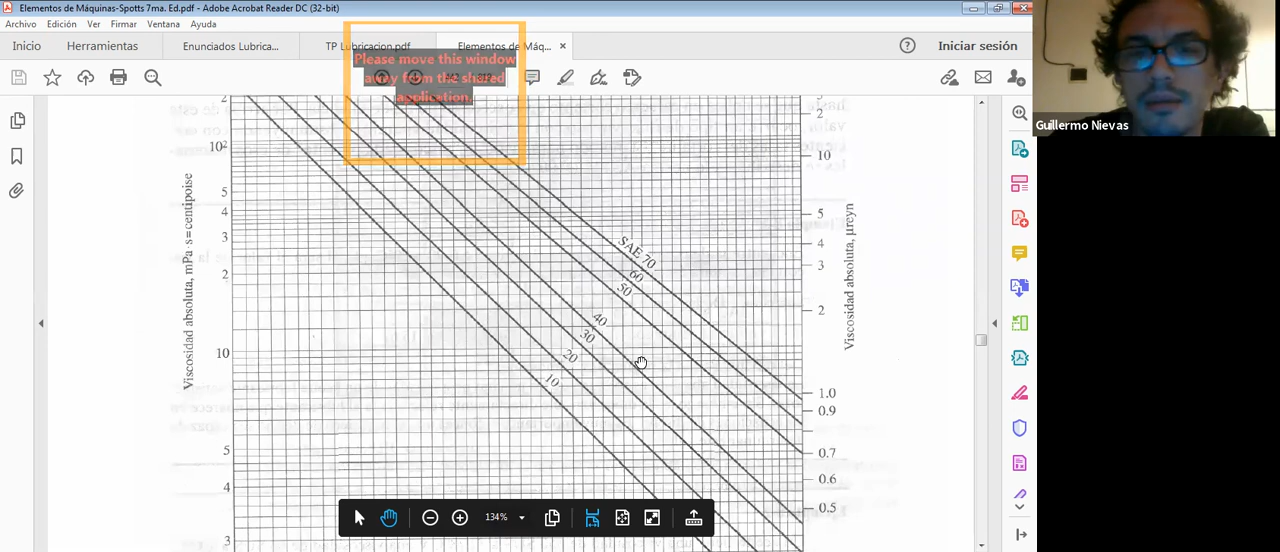 Elementos de Máquinas-Spotts 7ma. Ed.pdf - Adobe Acrobat Reader DC (32-bit)
Archivo Edición Ver Firmar Ventana Ayuda
Inicio Herramientas Enunciados Lubrica... TP Lubricacion.pdf Elementos de Máq... × Iniciar sesión
Please move this window
away from the shared
application.
Guillermo Nievas
Viscosidad absoluta, mPa · s=centipoise
2
10²
5
4
3
2
10
5
4
3
SAE 70
60
50
40
30
20
10
2
10
5
4
3
2
1.0
0.9
0.7
0.6
0.5
Viscosidad absoluta, μreyn
134%